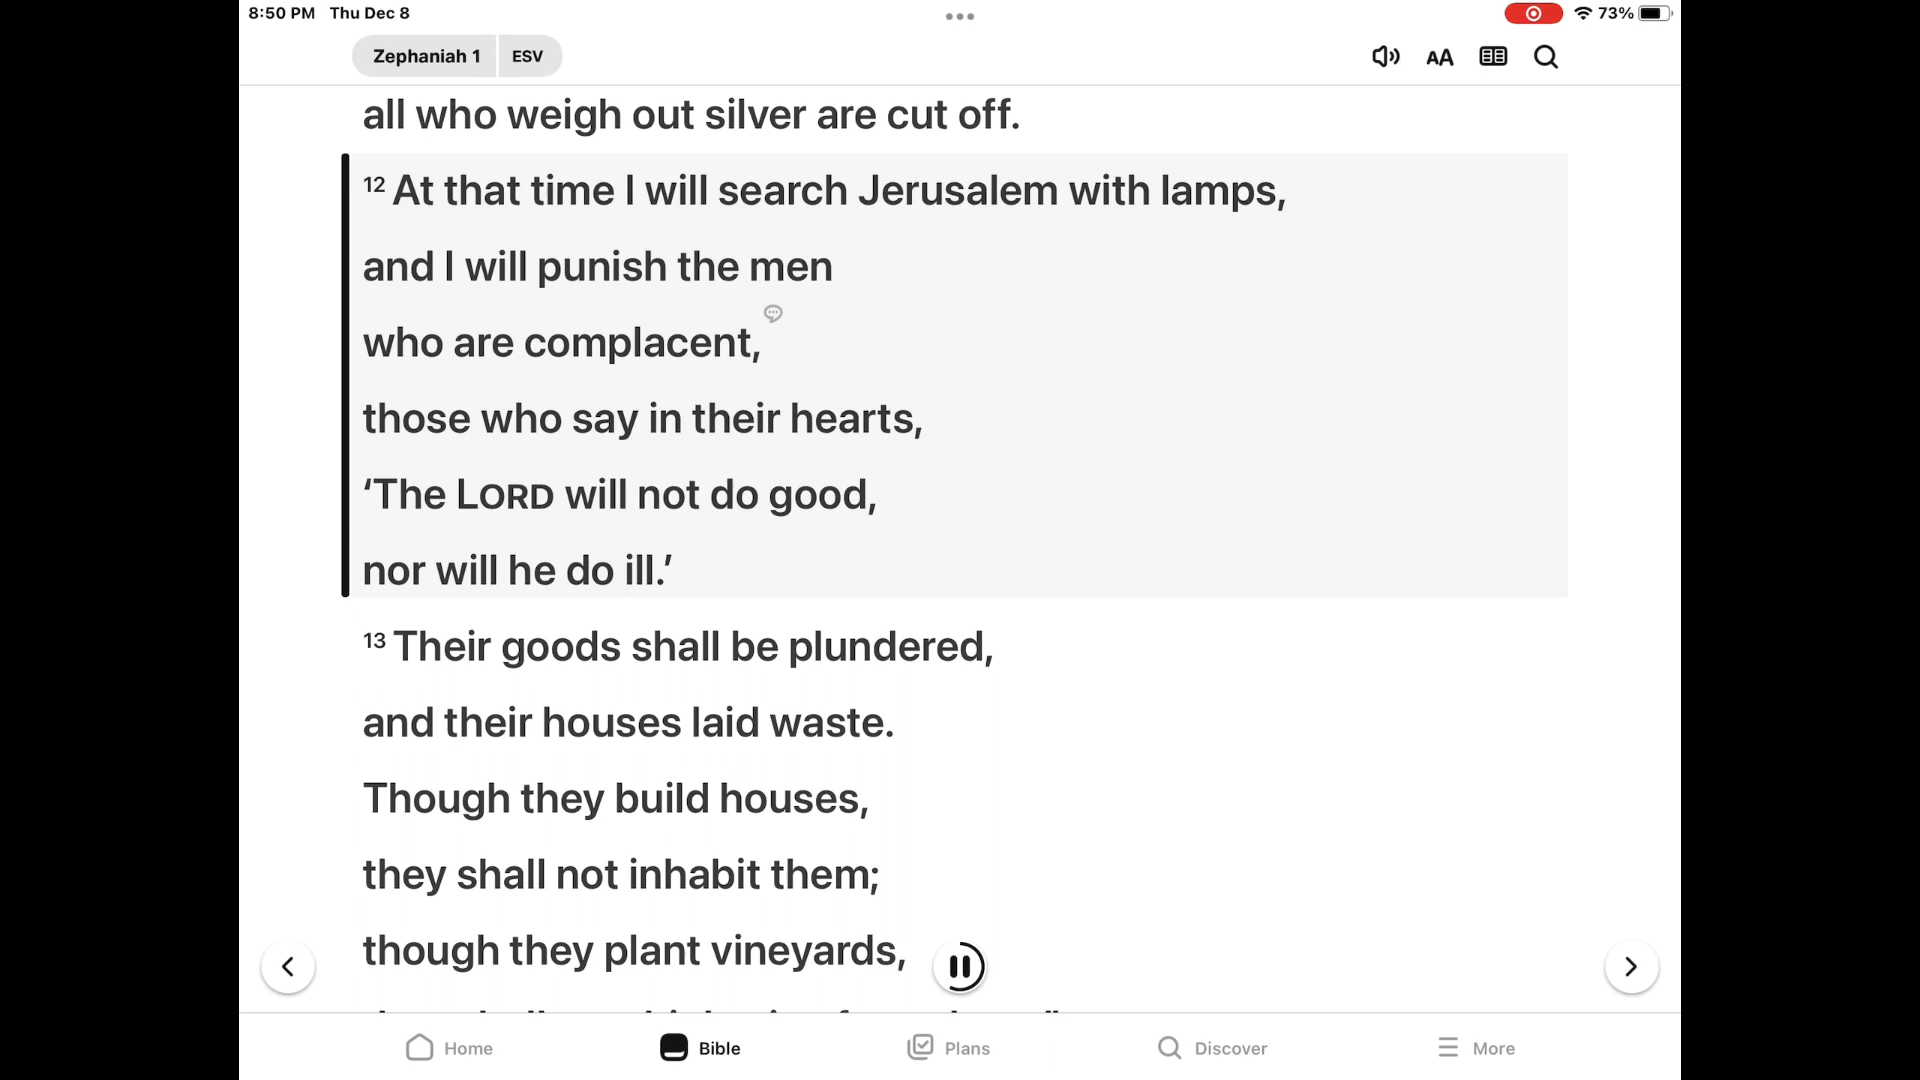 8:50 PM Thu Dec 8
73%
Zephaniah 1 ESV
AA
all who weigh out silver are cut off.
12 At that time I will search Jerusalem with lamps,
and I will punish the men
who are complacent,
those who say in their hearts,
‘The LORD will not do good,
nor will he do ill.’
13 Their goods shall be plundered,
and their houses laid waste.
Though they build houses,
they shall not inhabit them;
though they plant vineyards,
Home Bible Plans Discover More